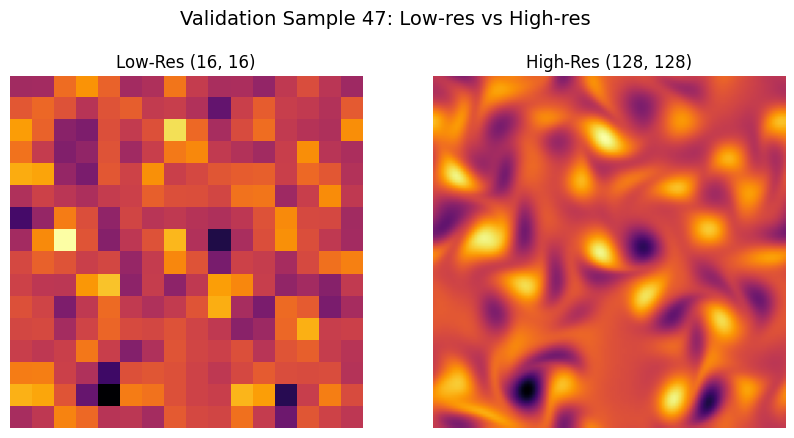 Validation Sample 47: Low-res vs High-res
Low-Res (16, 16)
High-Res (128, 128)